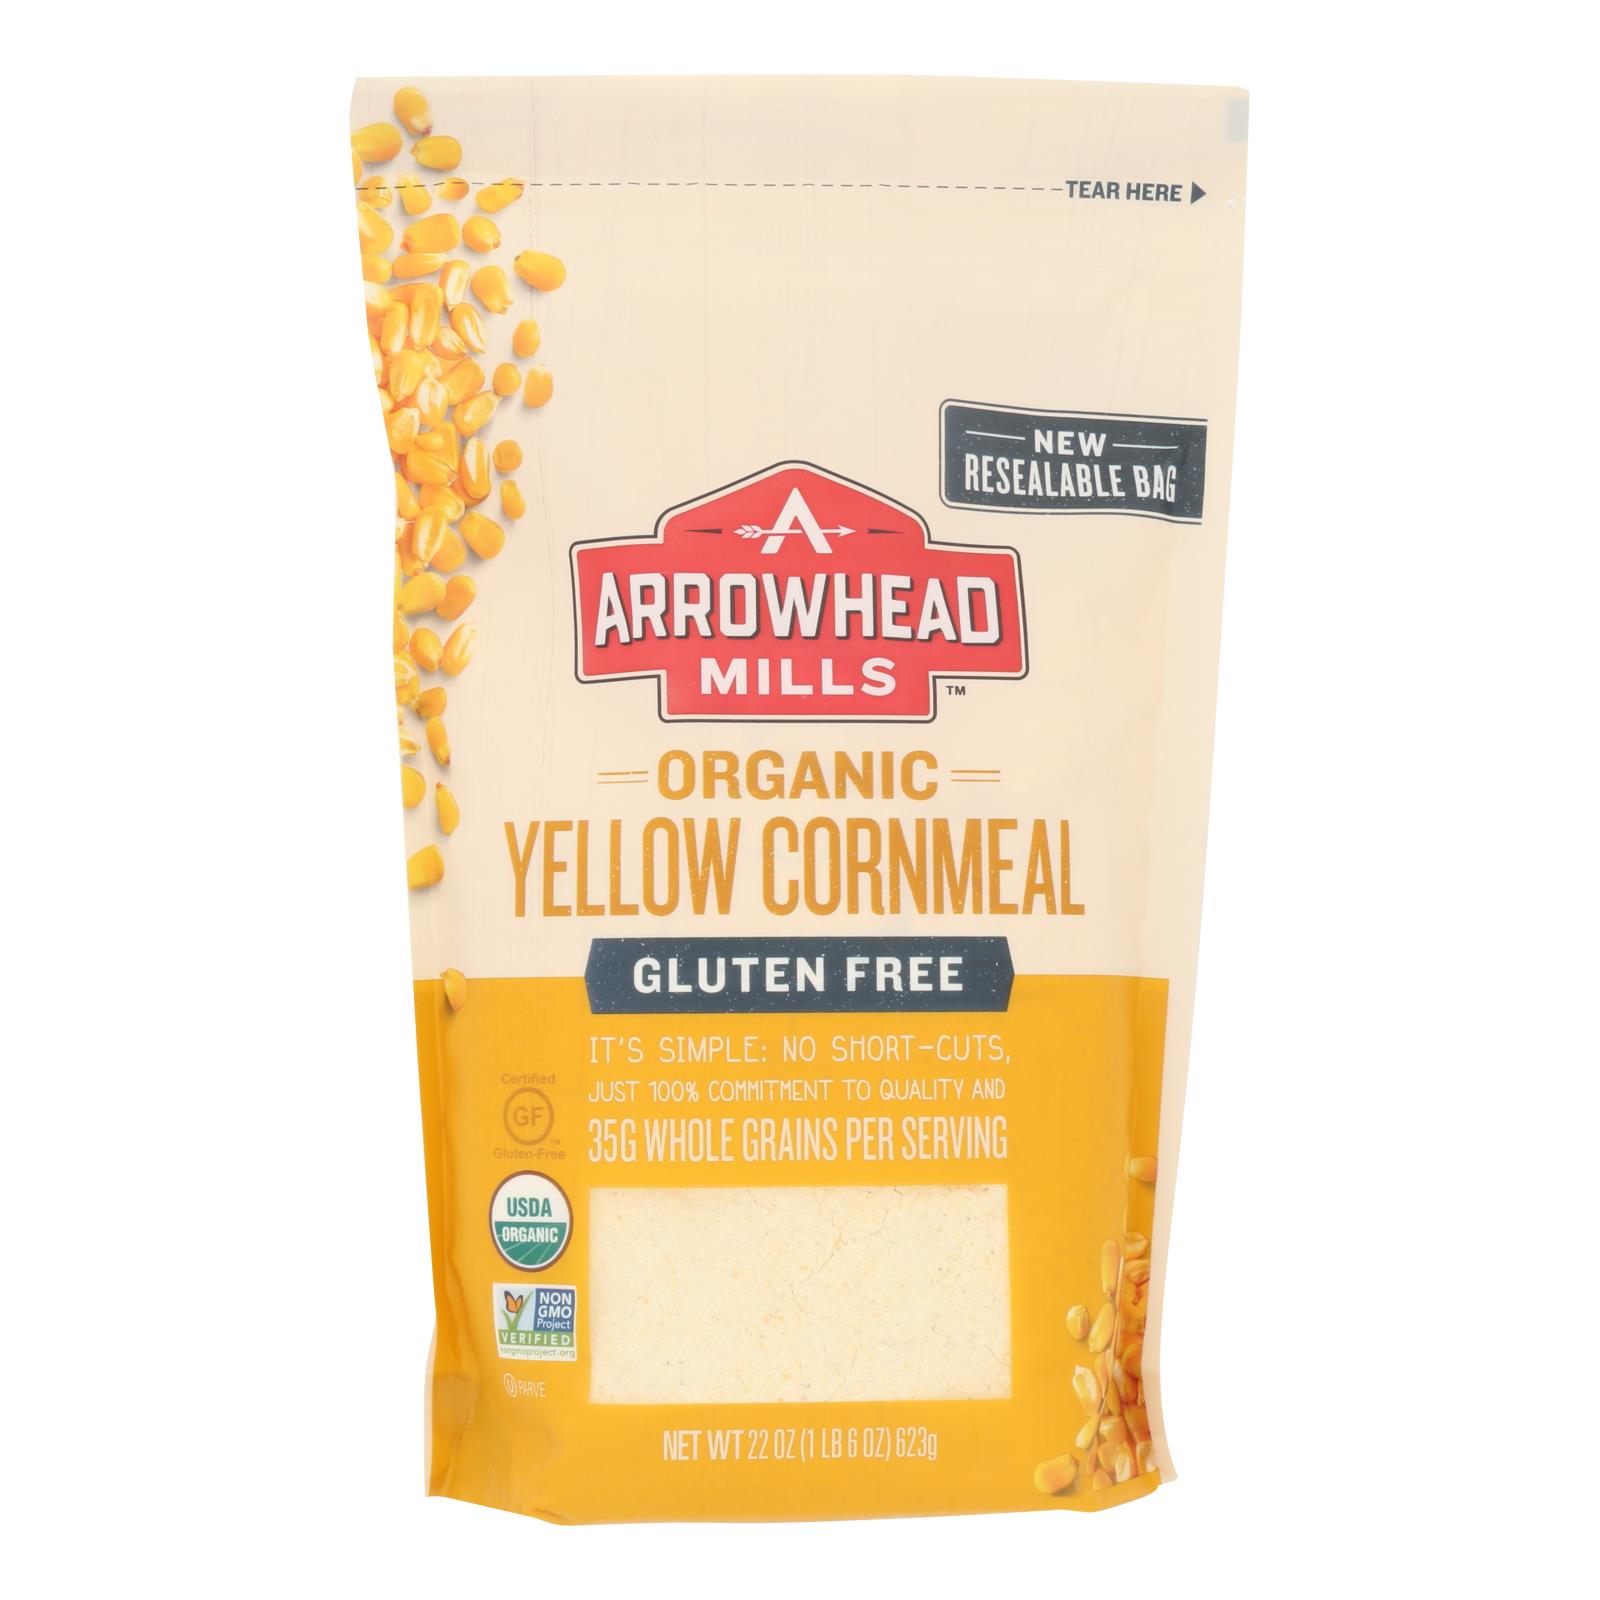 TEAR HERE
NEW
RESEALABLE BAG
A
ARROWHEAD
MILLS
TM
ORGANIC
YELLOW CORNMEAL
GLUTEN FREE
IT'S SIMPLE: NO SHORT-CUTS,
JUST 100% COMMITMENT TO QUALITY AND
35G WHOLE GRAINS PER SERVING
Certified
GF
TM
Gluten-Free
USDA
ORGANIC
NON
GMO
Project
VERIFIED
nongmoproject.org
U PARVE
NET WT 22 OZ (1 LB 6 OZ) 623g